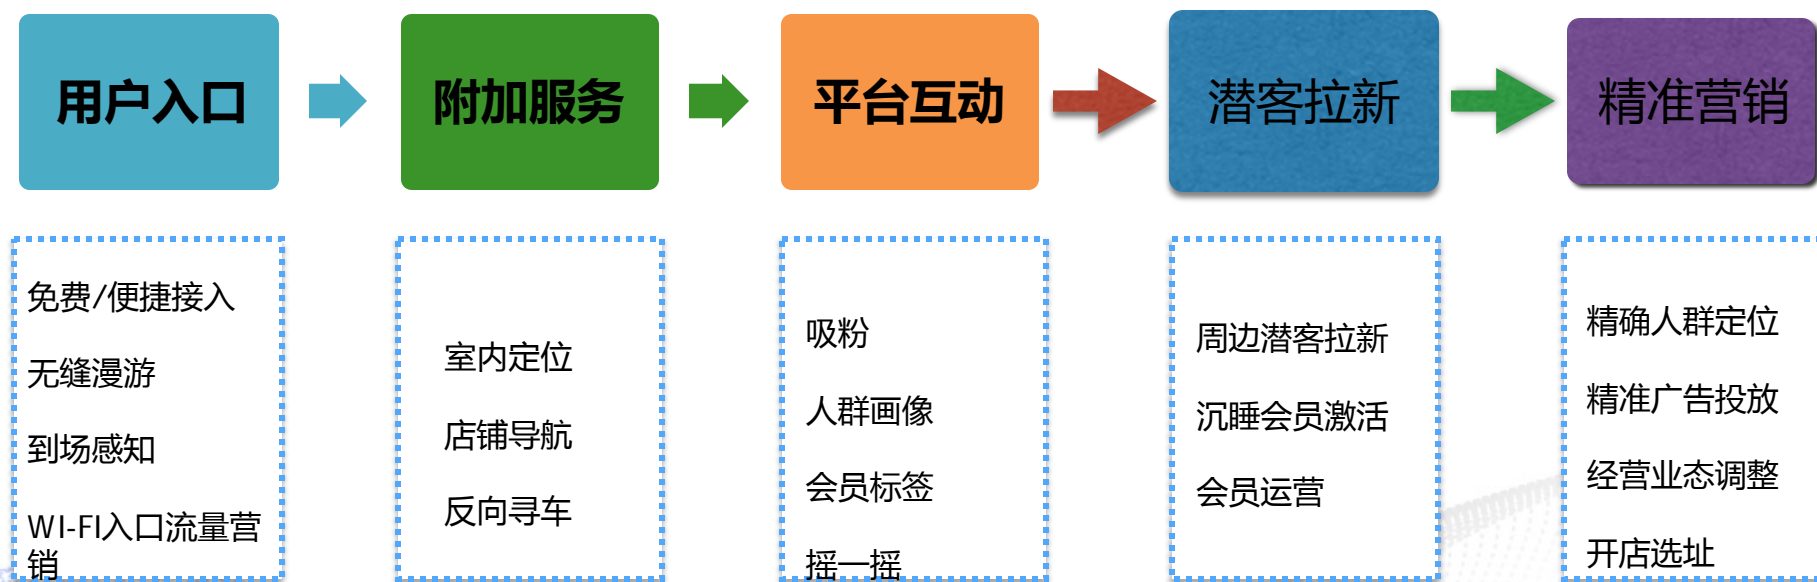 用户入口
附加服务
平台互动
潜客拉新
精准营销
免费/便捷接入
无缝漫游
到场感知
WI-FI入口流量营
销
室内定位
店铺导航
反向寻车
吸粉
人群画像
会员标签
摇一摇
周边潜客拉新
沉睡会员激活
会员运营
精确人群定位
精准广告投放
经营业态调整
开店选址